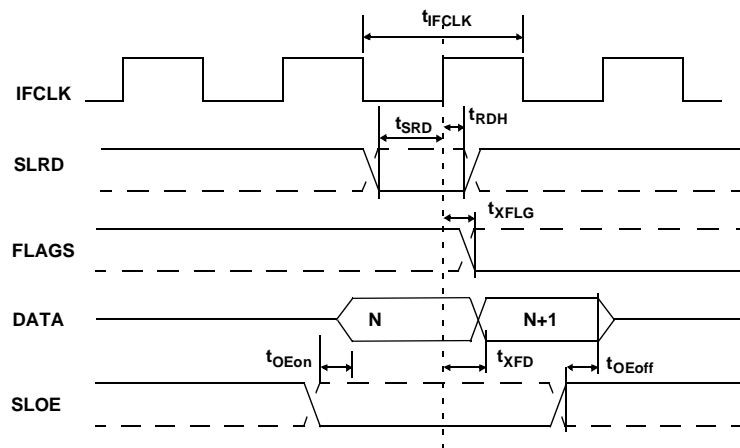 tIFCLK
IFCLK
tSRD
tRDH
SLRD
tXFLG
FLAGS
DATA
N
N+1
tOEon
tXFD
tOEoff
SLOE